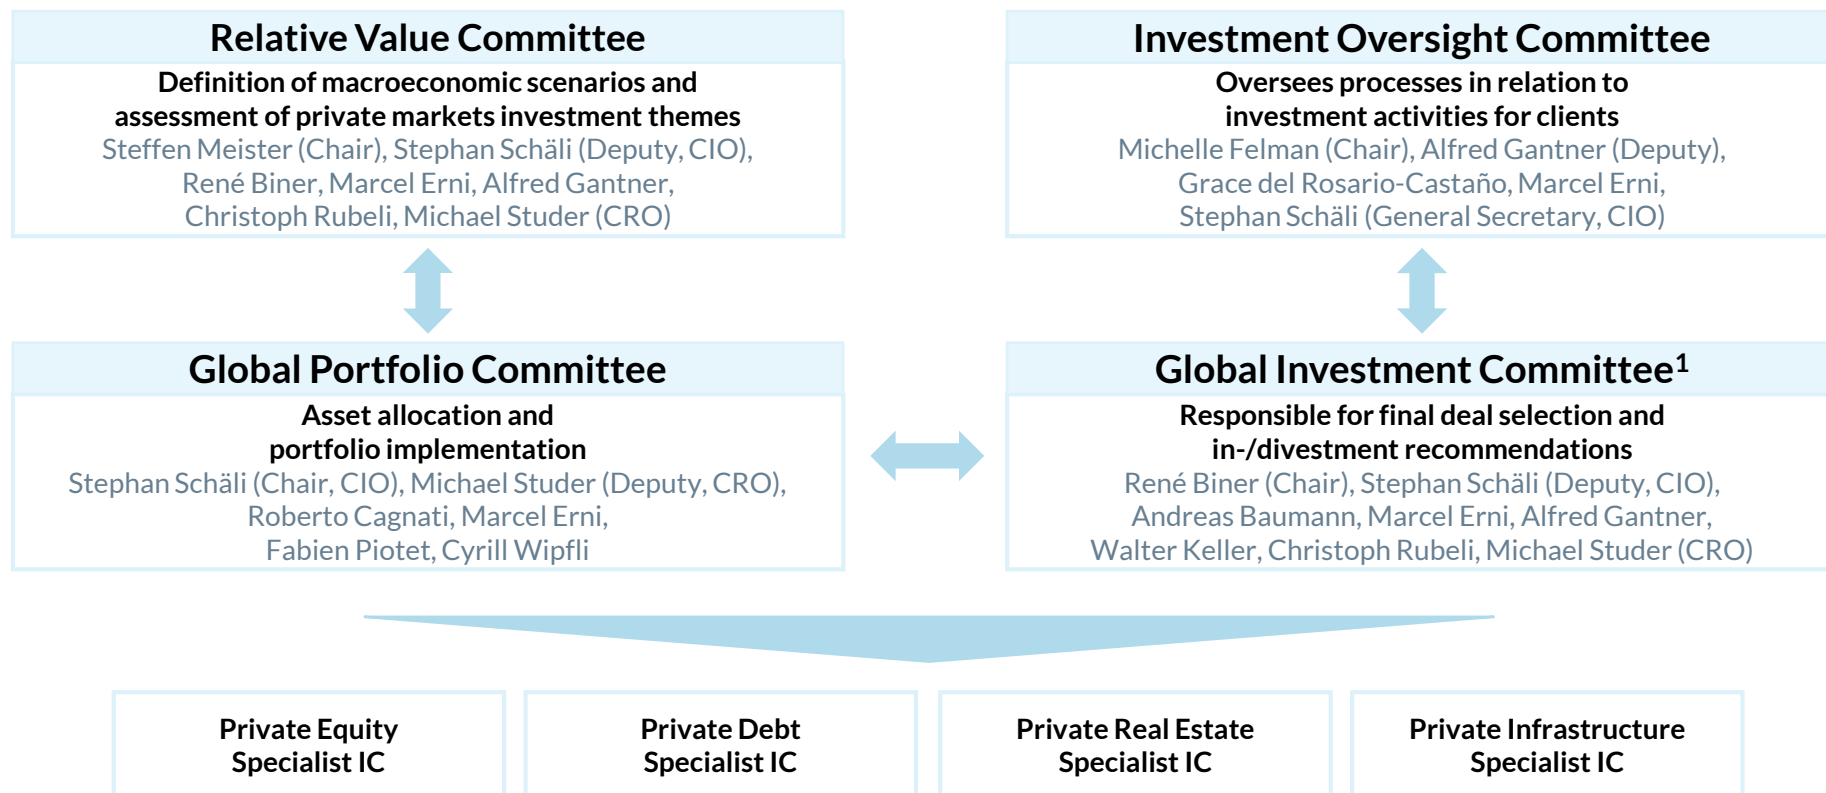 Relative Value Committee
Definition of macroeconomic scenarios and
assessment of private markets investment themes
Steffen Meister (Chair), Stephan Schäli (Deputy, CIO),
René Biner, Marcel Erni, Alfred Gantner,
Christoph Rubeli, Michael Studer (CRO)
Investment Oversight Committee
Oversees processes in relation to
investment activities for clients
Michelle Felman (Chair), Alfred Gantner (Deputy),
Grace del Rosario-Castaño, Marcel Erni,
Stephan Schäli (General Secretary, CIO)
Global Portfolio Committee
Asset allocation and
portfolio implementation
Stephan Schäli (Chair, CIO), Michael Studer (Deputy, CRO),
Roberto Cagnati, Marcel Erni,
Fabien Piotet, Cyrill Wipfli
Global Investment Committee¹
Responsible for final deal selection and
in-/divestment recommendations
René Biner (Chair), Stephan Schäli (Deputy, CIO),
Andreas Baumann, Marcel Erni, Alfred Gantner,
Walter Keller, Christoph Rubeli, Michael Studer (CRO)
Private Equity
Specialist IC
Private Debt
Specialist IC
Private Real Estate
Specialist IC
Private Infrastructure
Specialist IC